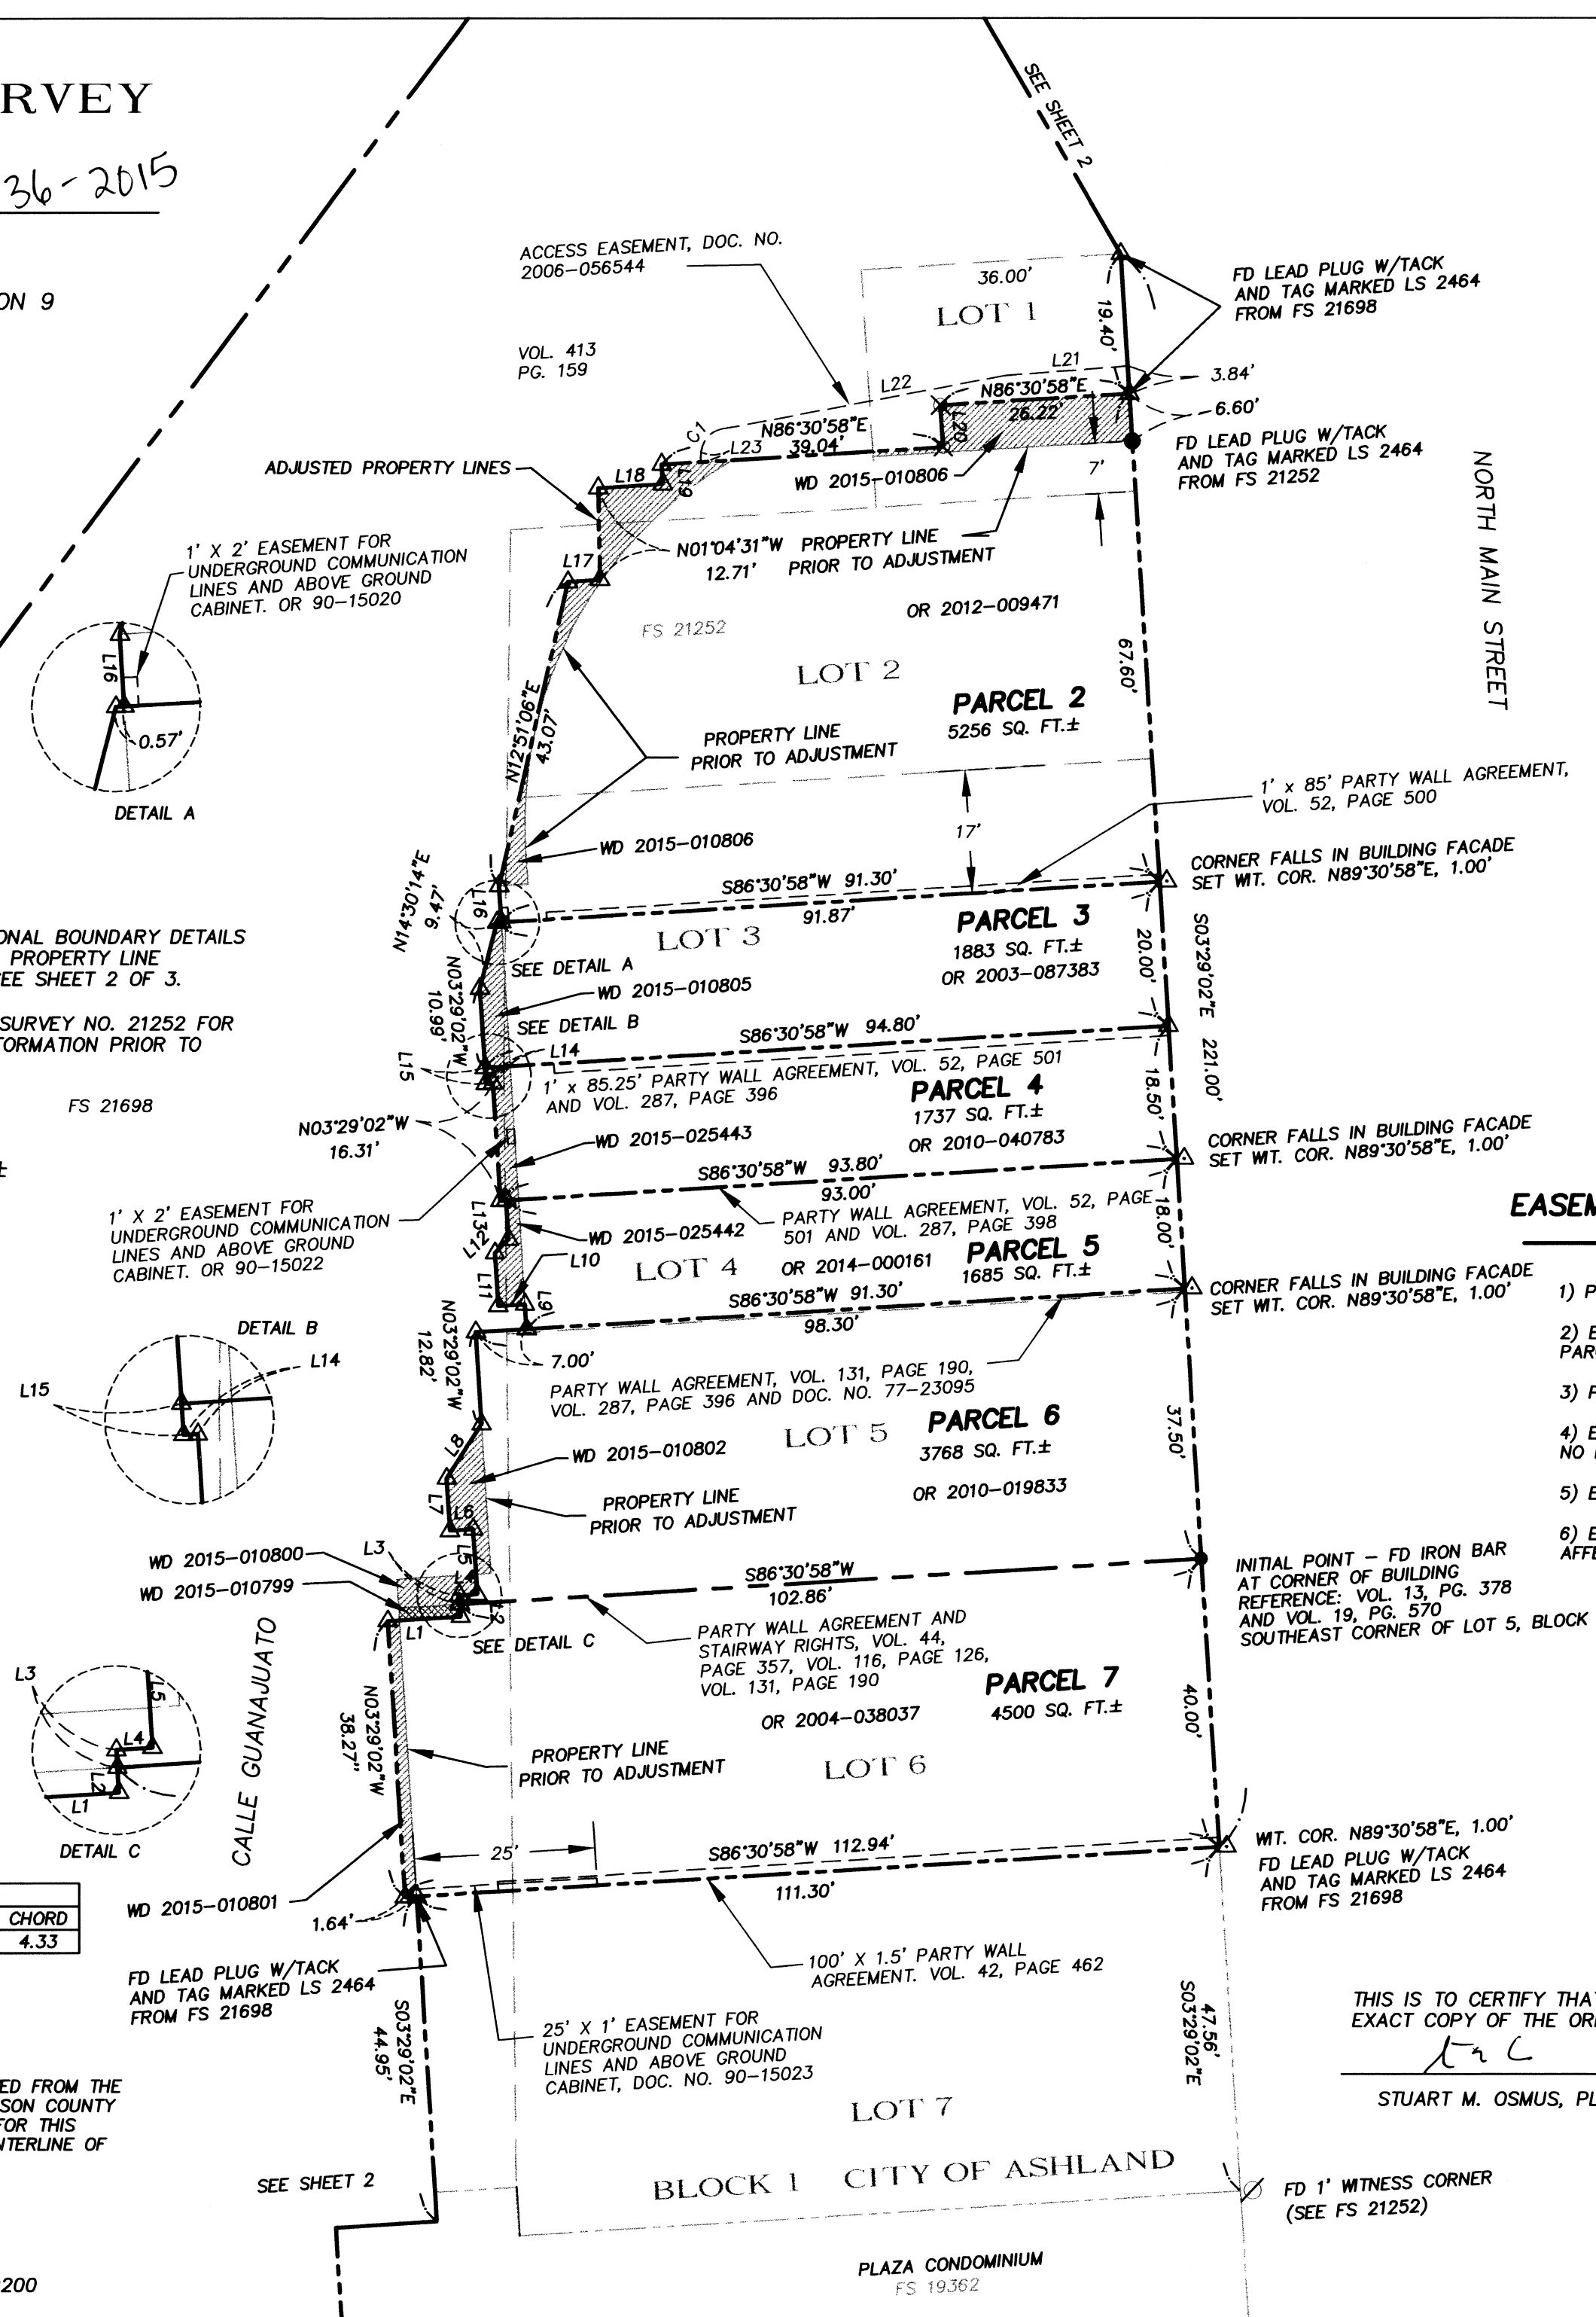 RVEY
36-2015
ON 9
SEE SHEET 2
ACCESS EASEMENT, DOC. NO.
2006-056544
36.00'
LOT 1
19.40'
FD LEAD PLUG W/TACK
AND TAG MARKED LS 2464
FROM FS 21698
VOL. 413
PG. 159
L21
L22
3.84'
N86°30'58"E
26.22'
6.60'
C1
N86°30'58"E
L23
39.04'
L20
FD LEAD PLUG W/TACK
AND TAG MARKED LS 2464
FROM FS 21252
ADJUSTED PROPERTY LINES
L18
L19
WD 2015-010806
7'
NORTH MAIN STREET
1' X 2' EASEMENT FOR
UNDERGROUND COMMUNICATION
LINES AND ABOVE GROUND
CABINET. OR 90-15020
L17
N01°04'31"W
12.71'
PROPERTY LINE
PRIOR TO ADJUSTMENT
OR 2012-009471
FS 21252
L16
0.57'
DETAIL A
LOT 2
67.60'
PARCEL 2
5256 SQ. FT.±
N12°51'06"E
43.07'
PROPERTY LINE
PRIOR TO ADJUSTMENT
1' x 85' PARTY WALL AGREEMENT,
VOL. 52, PAGE 500
17'
WD 2015-010806
CORNER FALLS IN BUILDING FACADE
SET WIT. COR. N89°30'58"E, 1.00'
N14°30'14"E
9.47'
L16
S86°30'58"W 91.30'
91.87'
PARCEL 3
1883 SQ. FT.±
OR 2003-087383
LOT 3
20.00'
S03°29'02"E 221.00'
ONAL BOUNDARY DETAILS
PROPERTY LINE
EE SHEET 2 OF 3.
SEE DETAIL A
WD 2015-010805
N03°29'02"W
10.99'
SURVEY NO. 21252 FOR
FORMATION PRIOR TO
SEE DETAIL B
L14
L15
S86°30'58"W 94.80'
1' x 85.25' PARTY WALL AGREEMENT, VOL. 52, PAGE 501
AND VOL. 287, PAGE 396
PARCEL 4
1737 SQ. FT.±
OR 2010-040783
18.50'
FS 21698
N03°29'02"W
16.31'
WD 2015-025443
CORNER FALLS IN BUILDING FACADE
SET WIT. COR. N89°30'58"E, 1.00'
±
S86°30'58"W 93.80'
93.00'
PARTY WALL AGREEMENT, VOL. 52, PAGE
501 AND VOL. 287, PAGE 398
18.00'
1' X 2' EASEMENT FOR
UNDERGROUND COMMUNICATION
LINES AND ABOVE GROUND
CABINET. OR 90-15022
L13
L12
WD 2015-025442
L10
L11
L9
LOT 4
OR 2014-000161
PARCEL 5
1685 SQ. FT.±
EASEM
CORNER FALLS IN BUILDING FACADE
SET WIT. COR. N89°30'58"E, 1.00'
S86°30'58"W 91.30'
98.30'
1) P
2) E
PAR
3) P
4) E
NO
5) E
6) E
AFFE
DETAIL B
L14
L15
N03°29'02"W
12.82'
7.00'
PARTY WALL AGREEMENT, VOL. 131, PAGE 190,
VOL. 287, PAGE 396 AND DOC. NO. 77-23095
37.50'
L8
WD 2015-010802
LOT 5
PARCEL 6
3768 SQ. FT.±
OR 2010-019833
L7
L6
PROPERTY LINE
PRIOR TO ADJUSTMENT
WD 2015-010800
WD 2015-010799
L3
L5
L4
L2
L1
SEE DETAIL C
S86°30'58"W
102.86'
INITIAL POINT – FD IRON BAR
AT CORNER OF BUILDING
REFERENCE: VOL. 13, PG. 378
AND VOL. 19, PG. 570
SOUTHEAST CORNER OF LOT 5, BLOCK
PARTY WALL AGREEMENT AND
STAIRWAY RIGHTS, VOL. 44,
PAGE 357, VOL. 116, PAGE 126,
VOL. 131, PAGE 190
PARCEL 7
4500 SQ. FT.±
OR 2004-038037
40.00'
L3
L5
L4
L2
L1
DETAIL C
CALLE GUANAJUATO
N03°29'02"W
38.27"
PROPERTY LINE
PRIOR TO ADJUSTMENT
LOT 6
WIT. COR. N89°30'58"E, 1.00'
FD LEAD PLUG W/TACK
AND TAG MARKED LS 2464
FROM FS 21698
25'
S86°30'58"W 112.94'
111.30'
CHORD
4.33
WD 2015-010801
1.64'
FD LEAD PLUG W/TACK
AND TAG MARKED LS 2464
FROM FS 21698
100' X 1.5' PARTY WALL
AGREEMENT. VOL. 42, PAGE 462
25' X 1' EASEMENT FOR
UNDERGROUND COMMUNICATION
LINES AND ABOVE GROUND
CABINET, DOC. NO. 90-15023
S03°29'02"E
44.95'
47.56'
S03°29'02"E
THIS IS TO CERTIFY THA
EXACT COPY OF THE OR
STUART M. OSMUS, PL
ED FROM THE
SON COUNTY
FOR THIS
NTERLINE OF
LOT 7
SEE SHEET 2
BLOCK 1 CITY OF ASHLAND
FD 1' WITNESS CORNER
(SEE FS 21252)
PLAZA CONDOMINIUM
FS 19362
200